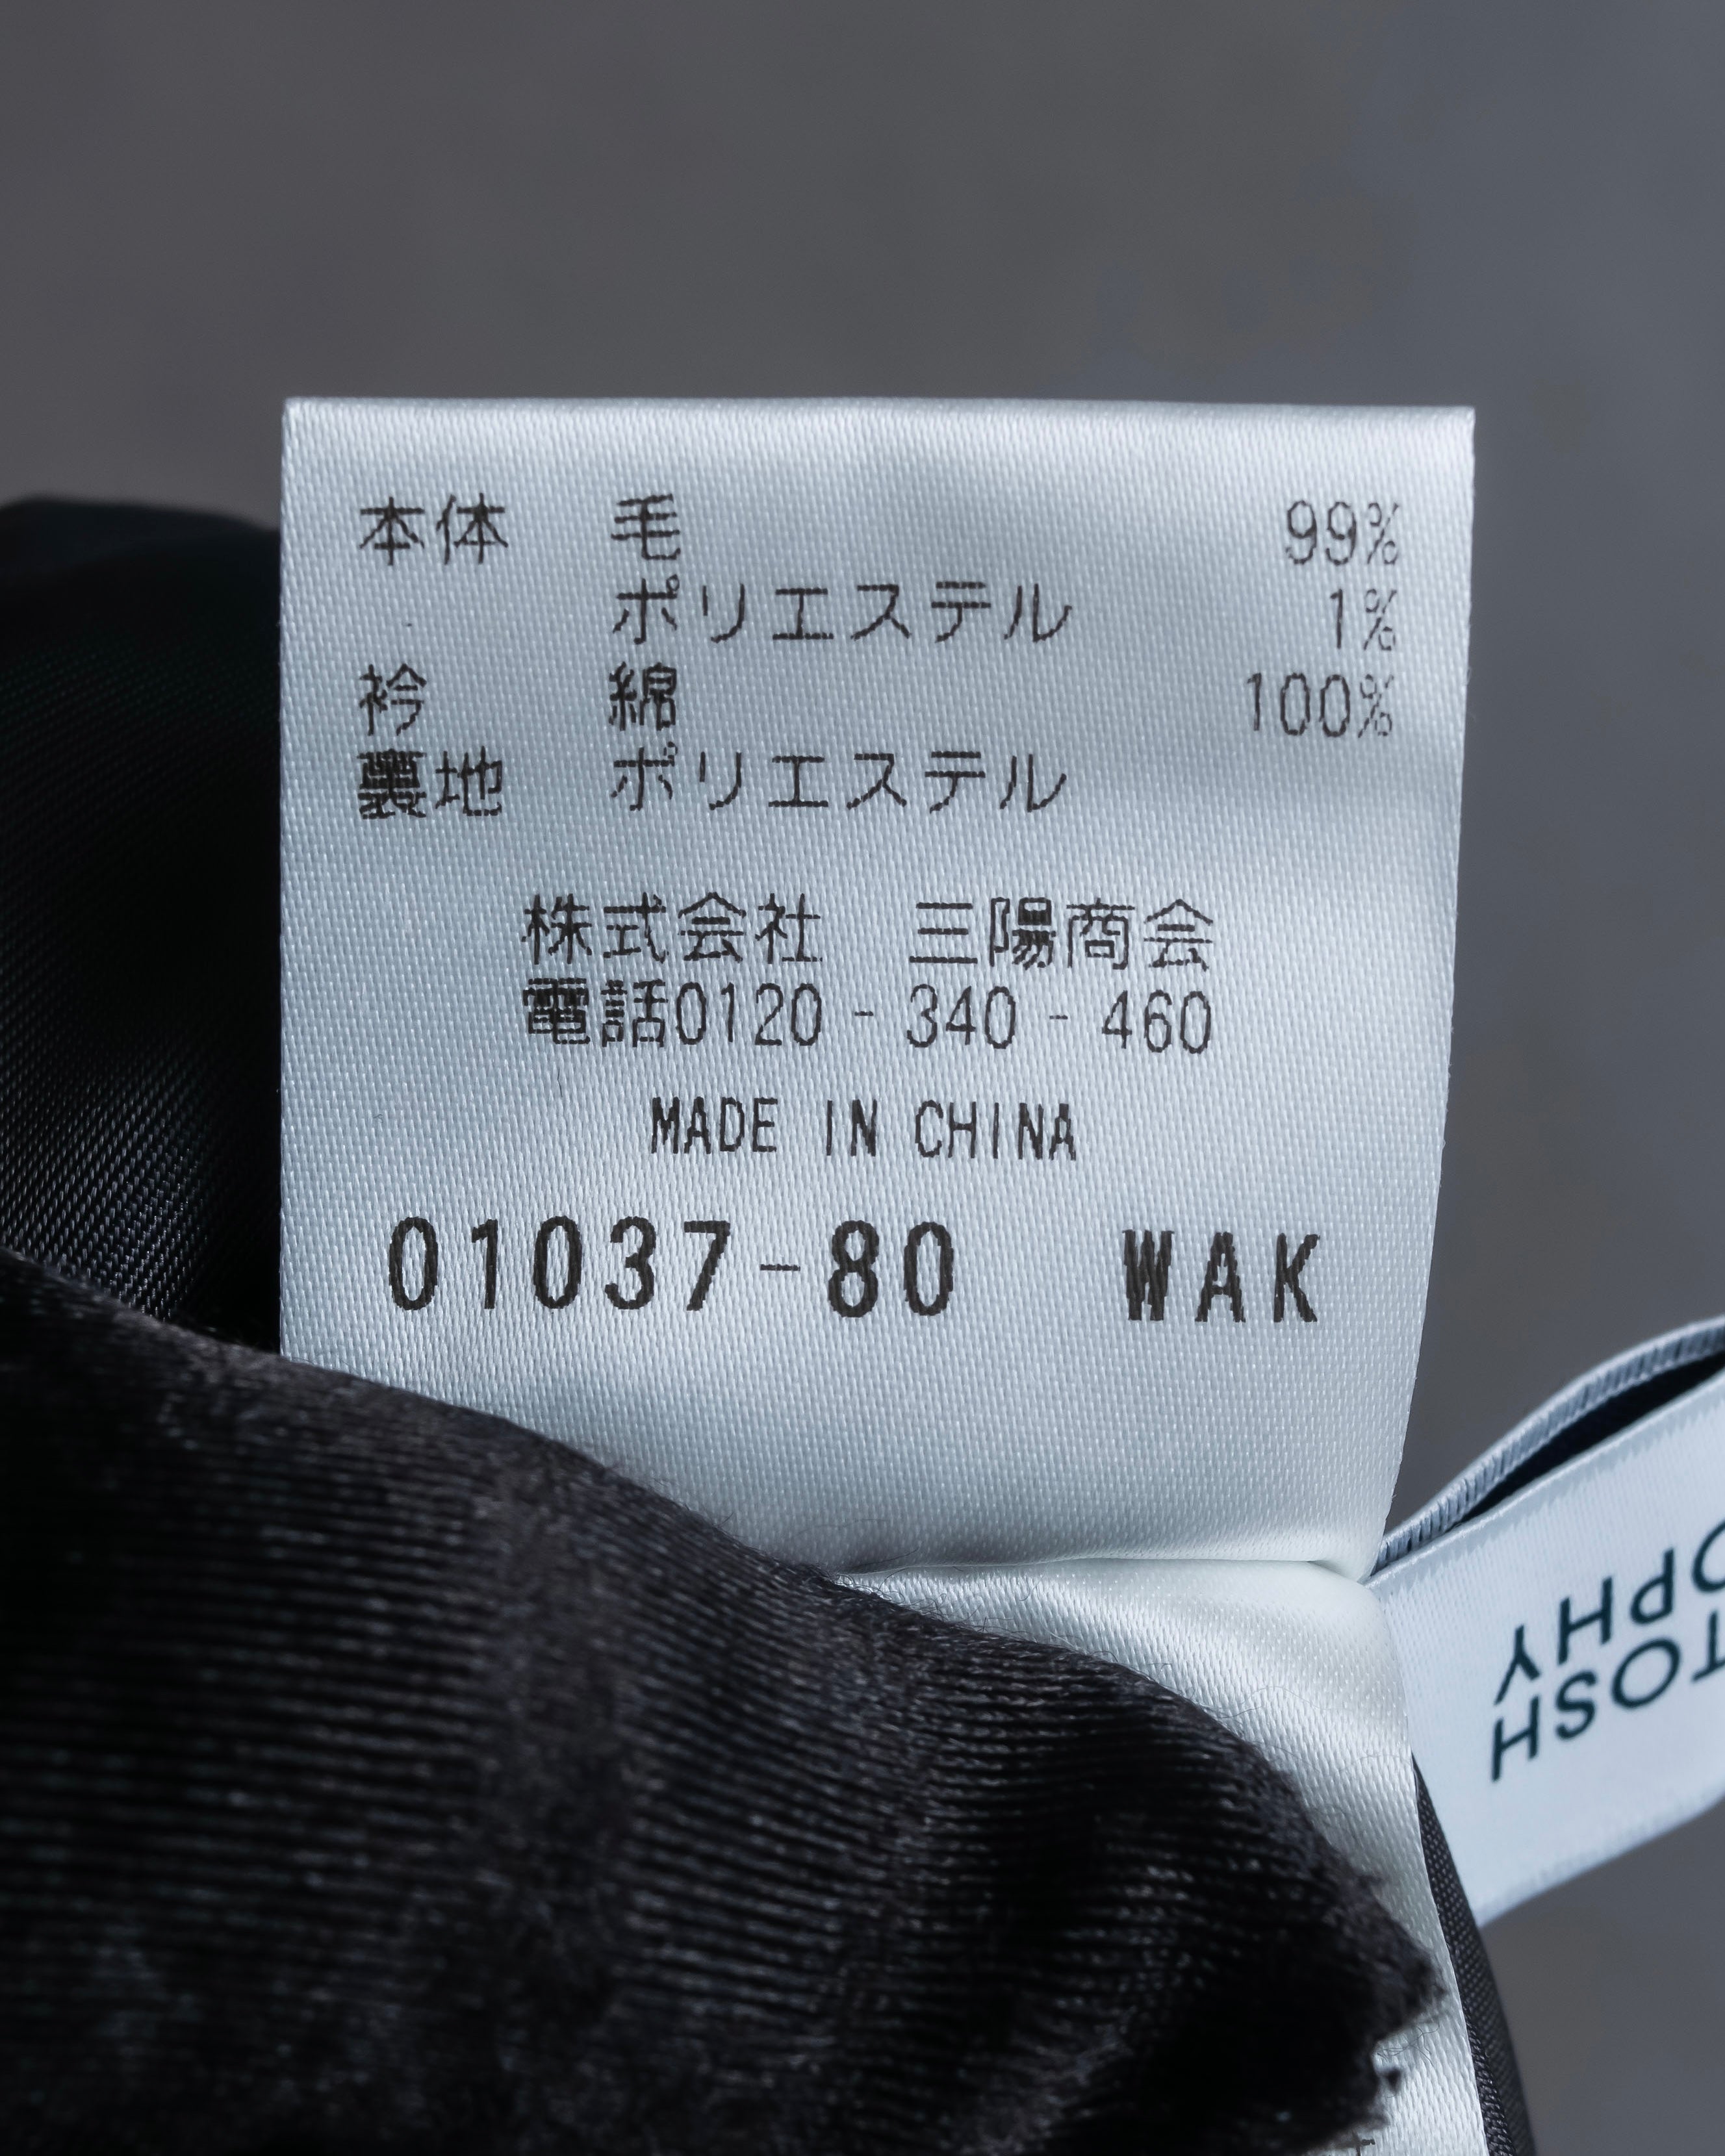 本体 毛 99%
ポリエステル 1%
衿 綿 100%
裏地 ポリエステル
株式会社 三陽商会
電話0120-340-460
MADE IN CHINA
01037-80 WAK
TOSH
OPHY